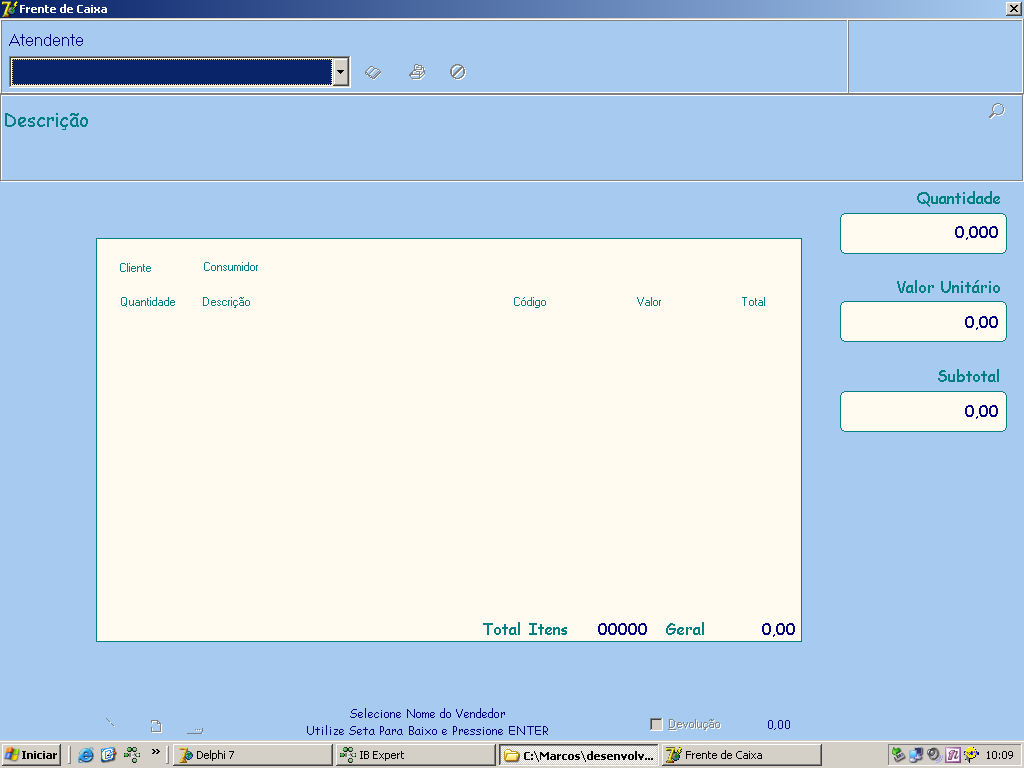 Frente de Caixa
Atendente
Descrição
Quantidade
0,000
Valor Unitário
0,00
Subtotal
0,00
Cliente Consumidor
Quantidade Descrição Código Valor Total
Total Itens 00000 Geral 0,00
Selecione Nome do Vendedor
Utilize Seta Para Baixo e Pressione ENTER
Devolução 0,00
Iniciar » Delphi 7 IB Expert C:\Marcos\desenvolv... Frente de Caixa 10:09